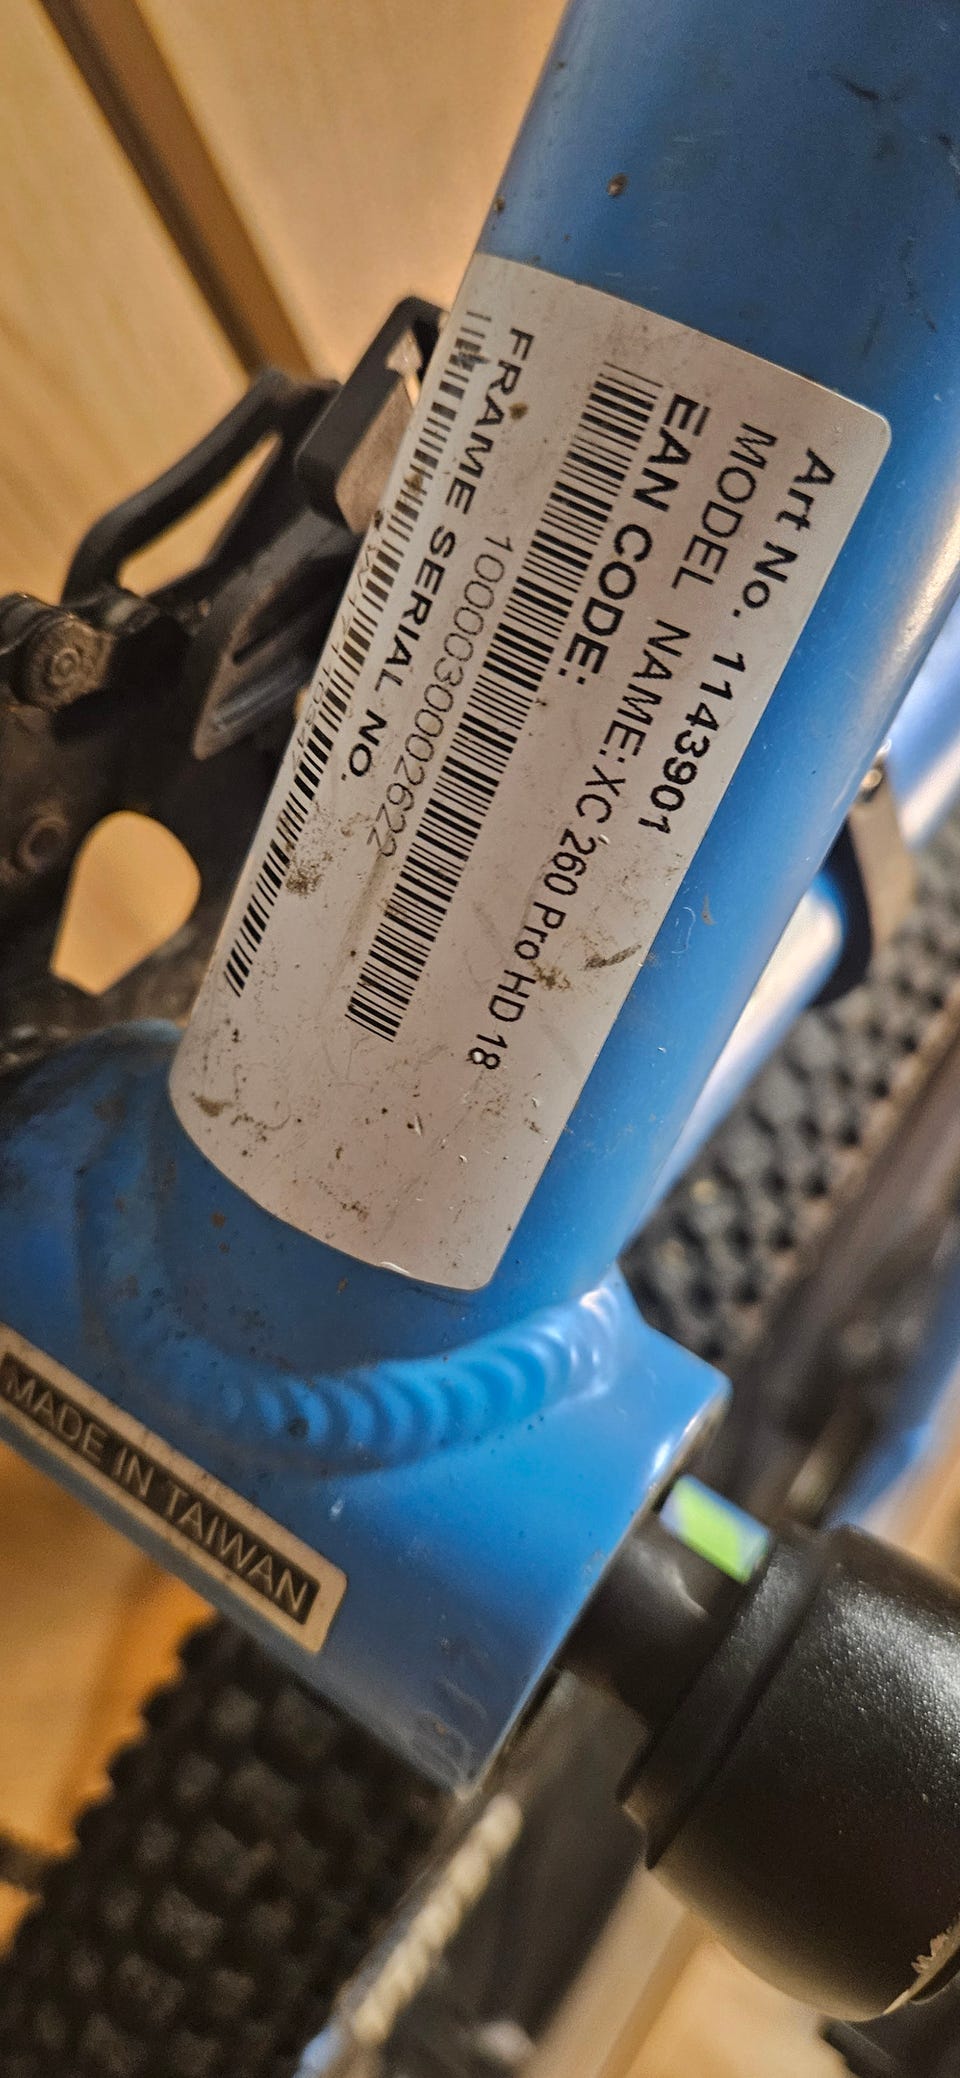 Art No. 1143901
MODEL NAME: XC 260 Pro HD 18
EAN CODE:
1000030002622
FRAME SERIAL NO.
MADE IN TAIWAN